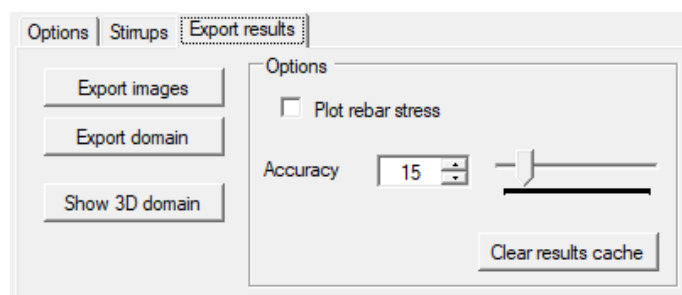 Options Stirrups Export results
Export images
Export domain
Show 3D domain
Options
Plot rebar stress
Accuracy 15
Clear results cache